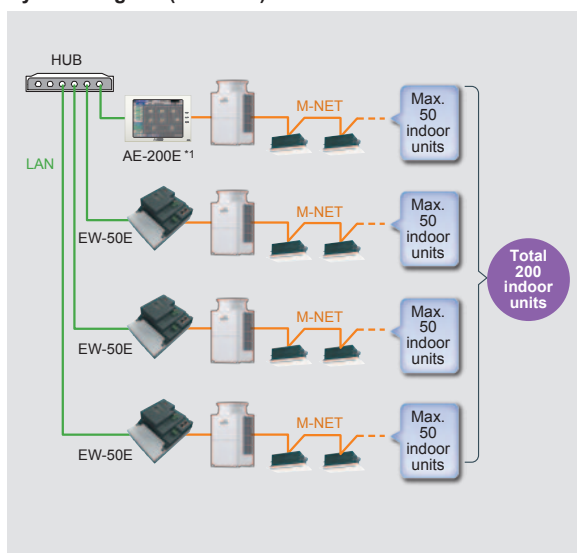 HUB
LAN
AE-200E *1
M-NET
Max.
50
indoor
units
EW-50E
M-NET
Max.
50
indoor
units
Total
200
indoor
units
EW-50E
M-NET
Max.
50
indoor
units
EW-50E
M-NET
Max.
50
indoor
units